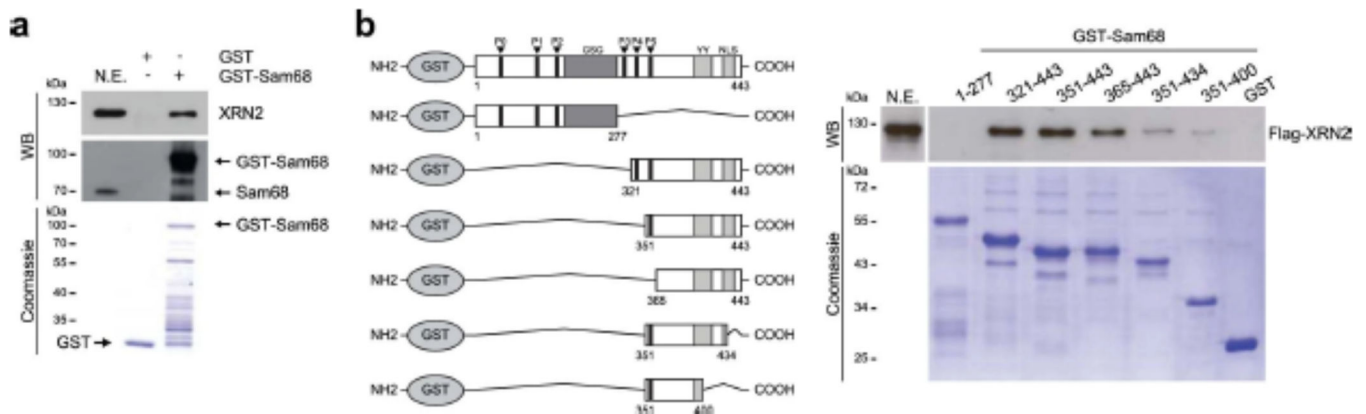 a
b
GST
GST-Sam68
N.E.
+ -
- +
kDa
130
XRN2
WB
100
GST-Sam68
70
Sam68
kDa
100
70
55
40
35
GST-Sam68
Coomassie
GST
P0 P1 P2 GSG P3 P4 P5 YY NLS
NH2 GST COOH
1 443
NH2 GST COOH
1 277
NH2 GST COOH
321 443
NH2 GST COOH
351 443
NH2 GST COOH
365 443
NH2 GST COOH
351 434
NH2 GST COOH
351 400
GST-Sam68
kDa N.E. 1-277 321-443 351-443 365-443 351-434 351-400 GST
WB 130 Flag-XRN2
kDa
72
55
43
34
25
Coomassie